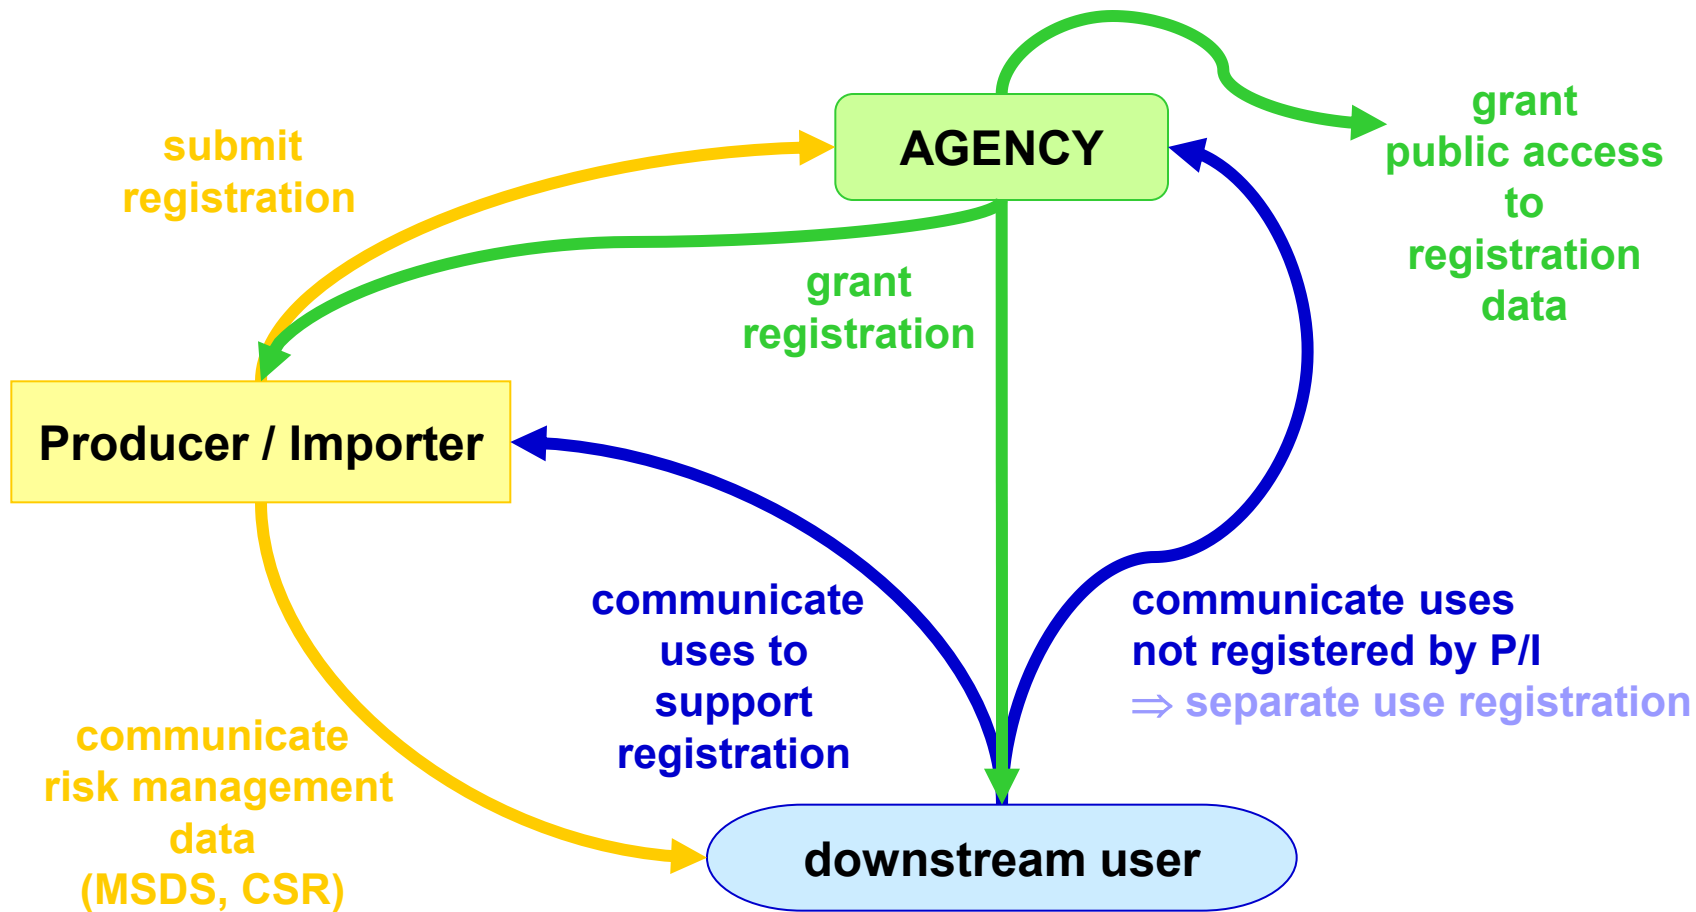 submit
registration
AGENCY
grant
public access
to
registration
data
grant
registration
Producer / Importer
communicate
uses to
support
registration
communicate uses
not registered by P/I
⇒ separate use registration
communicate
risk management
data
(MSDS, CSR)
downstream user